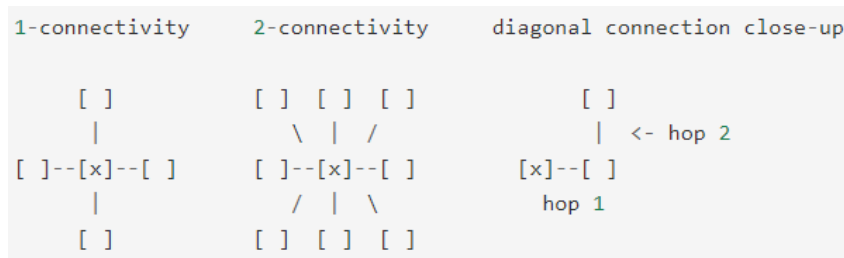 1-connectivity     2-connectivity     diagonal connection close-up
     [ ]           [ ]  [ ]  [ ]             [ ]
      |               \  |  /                 |  <- hop 2
[ ]--[x]--[ ]      [ ]--[x]--[ ]        [x]--[ ]
      |               /  |  \             hop 1
     [ ]           [ ]  [ ]  [ ]